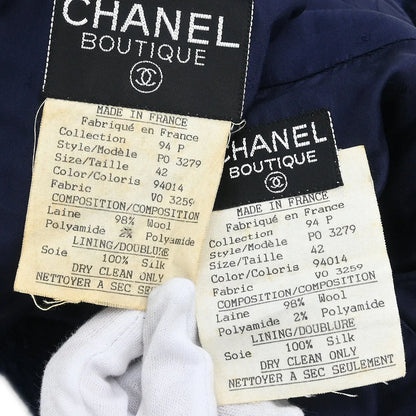 CHANEL
BOUTIQUE
MADE IN FRANCE
Fabriqué en France
Collection 94 P
Style/Modèle PO 3279
Size/Taille 42
Color/Coloris 94014
Fabric VO 3259
COMPOSITION/COMPOSITION
Laine 98% Wool
Polyamide 2% Polyamide
LINING/DOUBLURE
Soie 100% Silk
DRY CLEAN ONLY
NETTOYER A SEC SEULE
CHANEL
BOUTIQUE
MADE IN FRANCE
Fabriqué en France
Collection 94 P
Style/Modèle PO 3279
Size/Taille 42
Color/Coloris 94014
Fabric VO 3259
COMPOSITION/COMPOSITION
Laine 98% Wool
Polyamide 2% Polyamide
LINING/DOUBLURE
Soie 100% Silk
DRY CLEAN ONLY
NETTOYER A SEC SEULEMENT